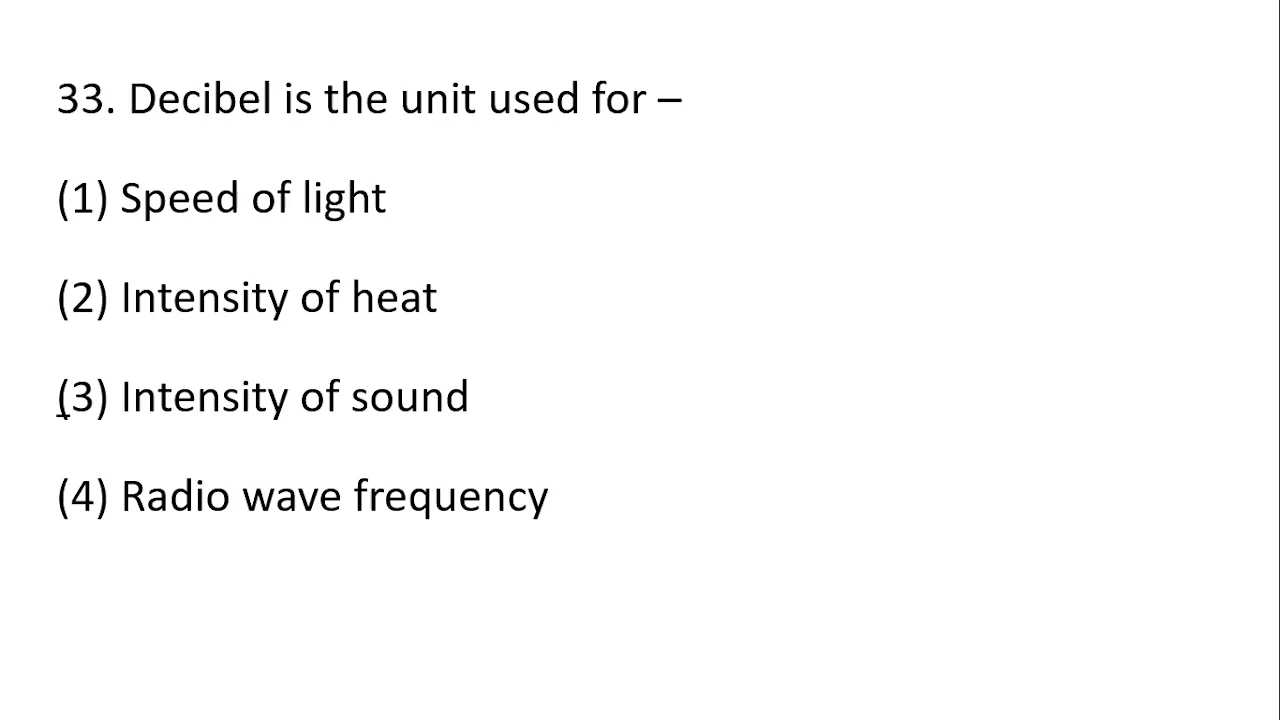 33. Decibel is the unit used for –
(1) Speed of light
(2) Intensity of heat
(3) Intensity of sound
(4) Radio wave frequency